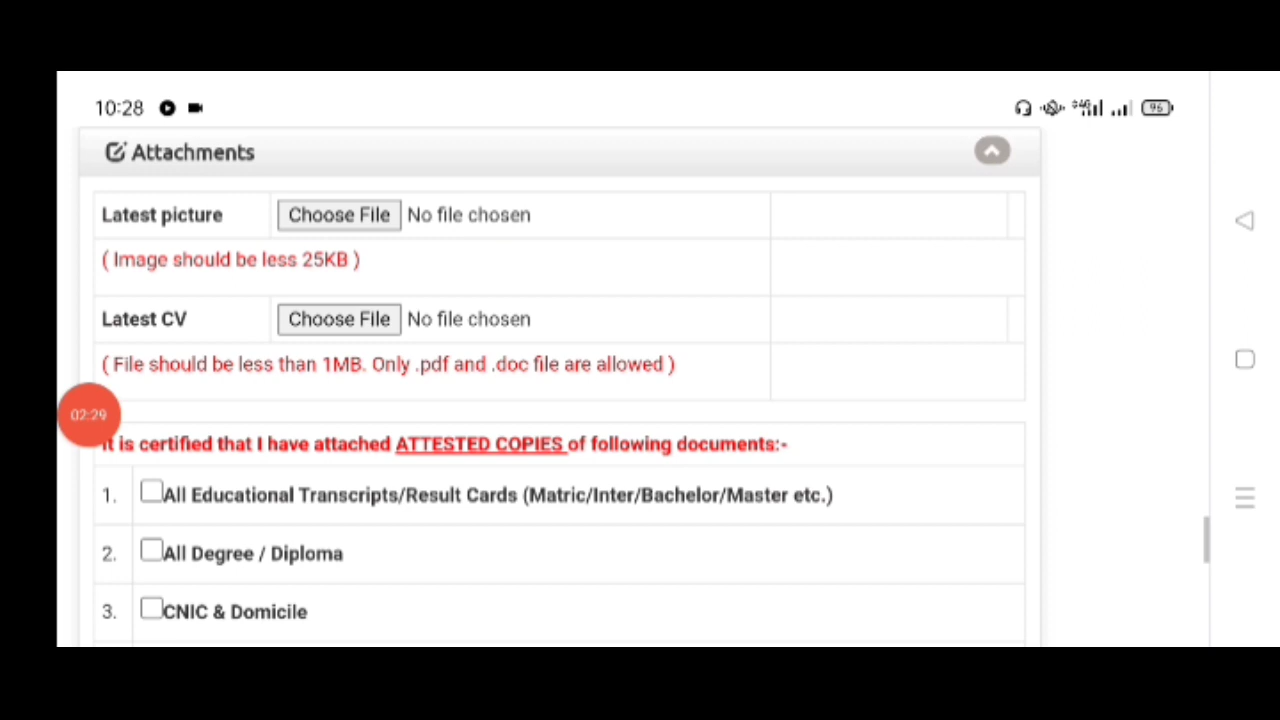 10:28
4G
96
Attachments
Latest picture Choose File No file chosen
( Image should be less 25KB )
Latest CV Choose File No file chosen
( File should be less than 1MB. Only .pdf and .doc file are allowed )
02:29
It is certified that I have attached ATTESTED COPIES of following documents:-
1. All Educational Transcripts/Result Cards (Matric/Inter/Bachelor/Master etc.)
2. All Degree / Diploma
3. CNIC & Domicile